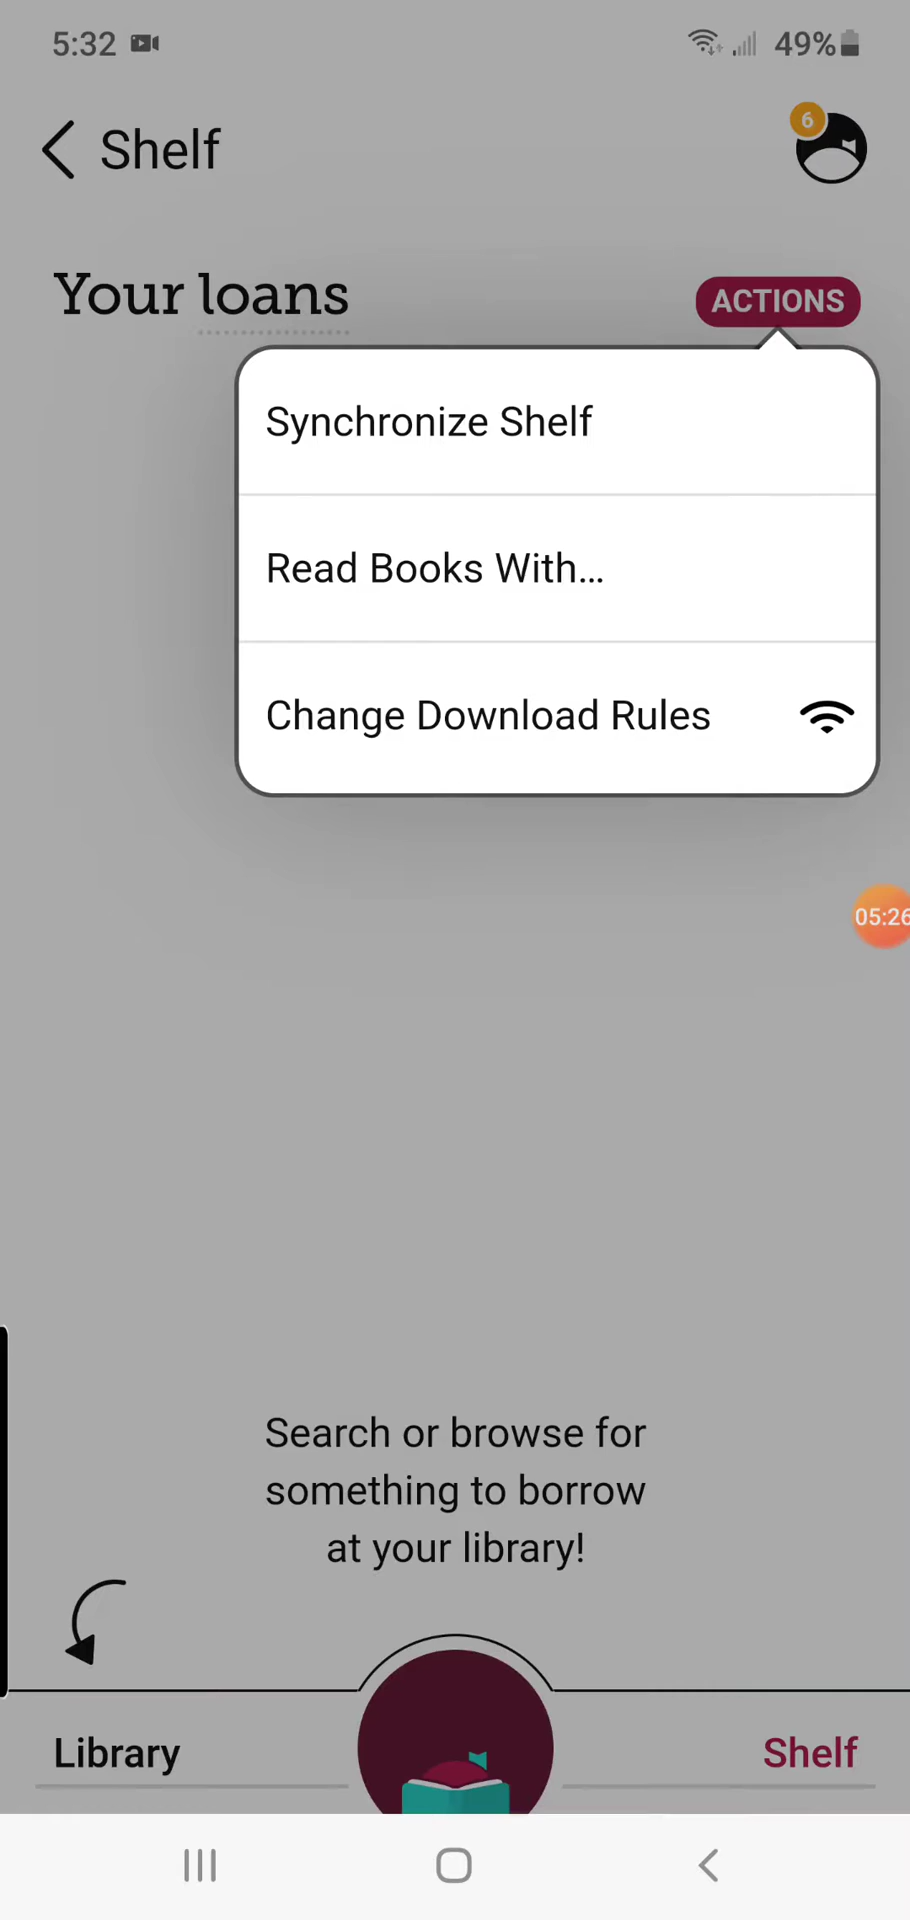 5:32 49%
Shelf
6
Your loans
ACTIONS
Synchronize Shelf
Read Books With...
Change Download Rules
05:26
Search or browse for
something to borrow
at your library!
Library
Shelf